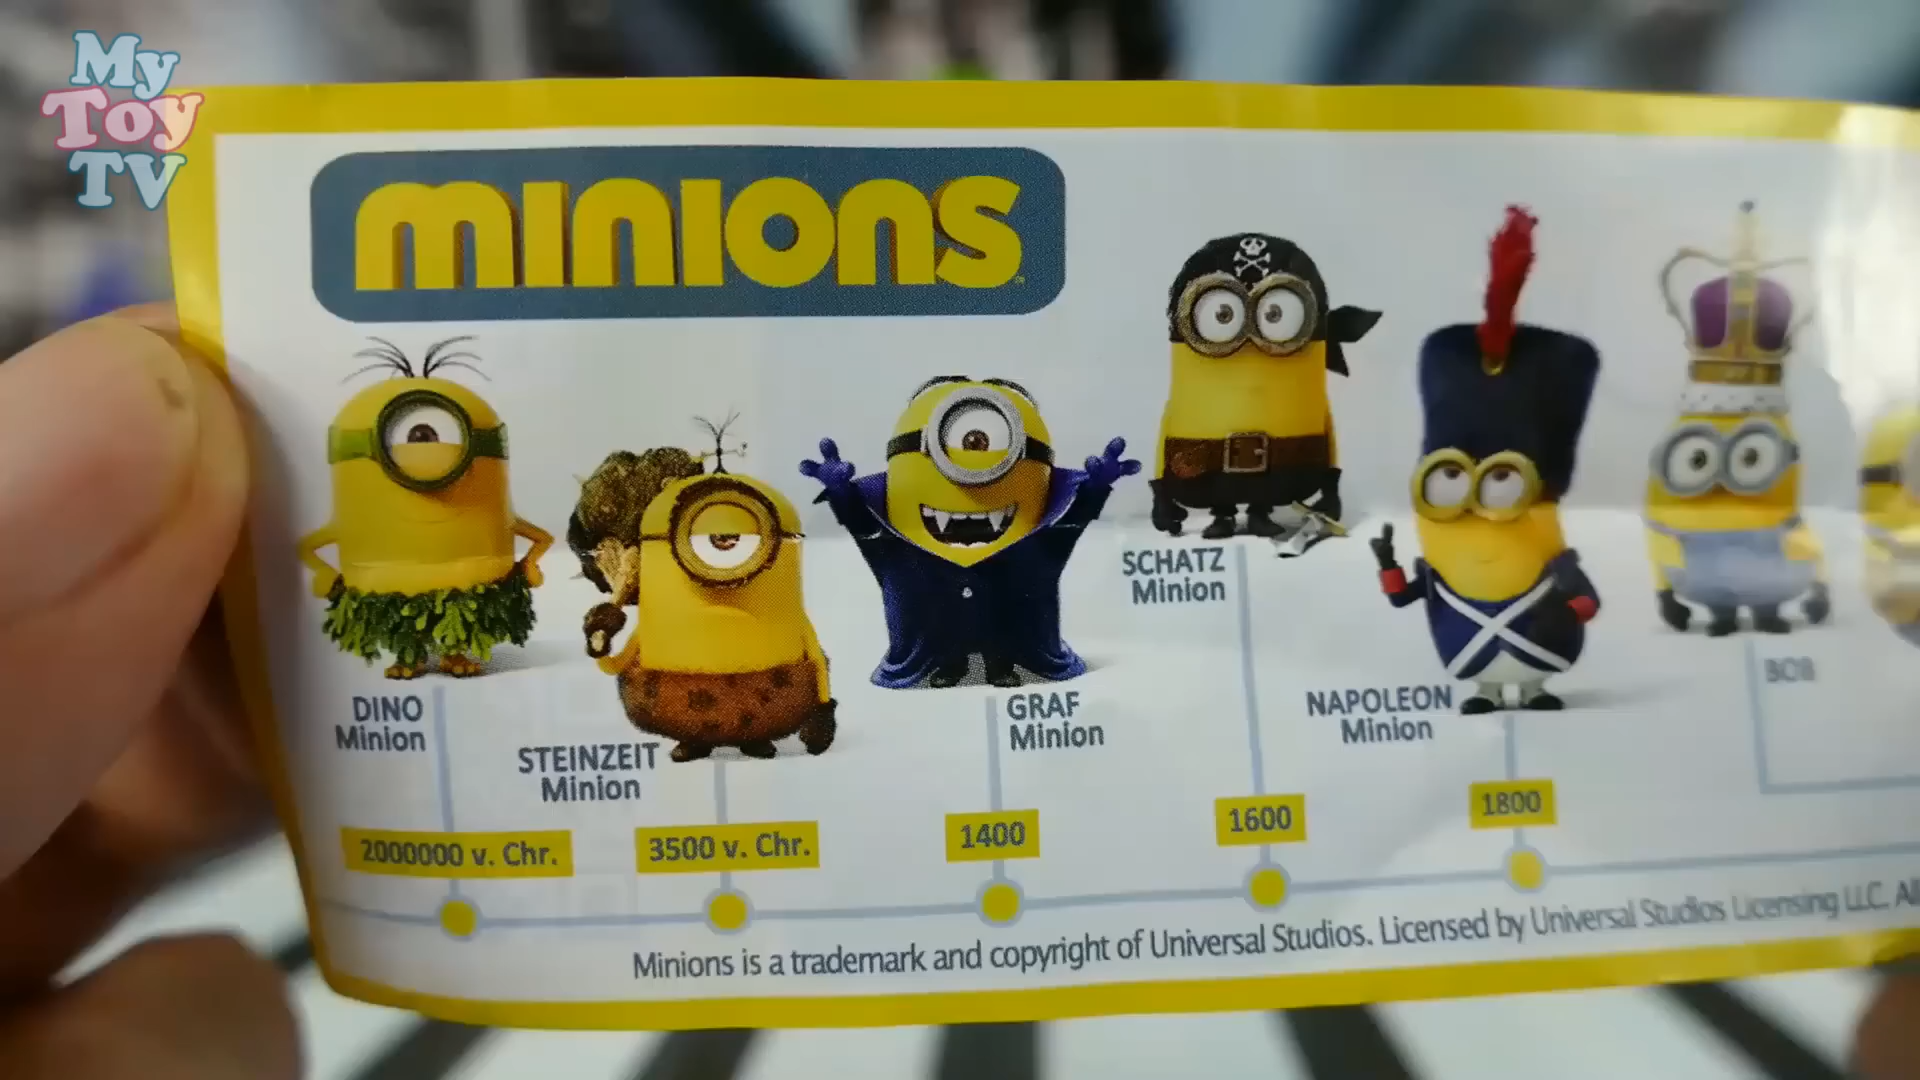 My
Toy
TV
MINIONS
DINO
Minion
STEINZEIT
Minion
GRAF
Minion
SCHATZ
Minion
NAPOLEON
Minion
BOB
2000000 v. Chr.
3500 v. Chr.
1400
1600
1800
Minions is a trademark and copyright of Universal Studios. Licensed by Universal Studios Licensing LLC. All